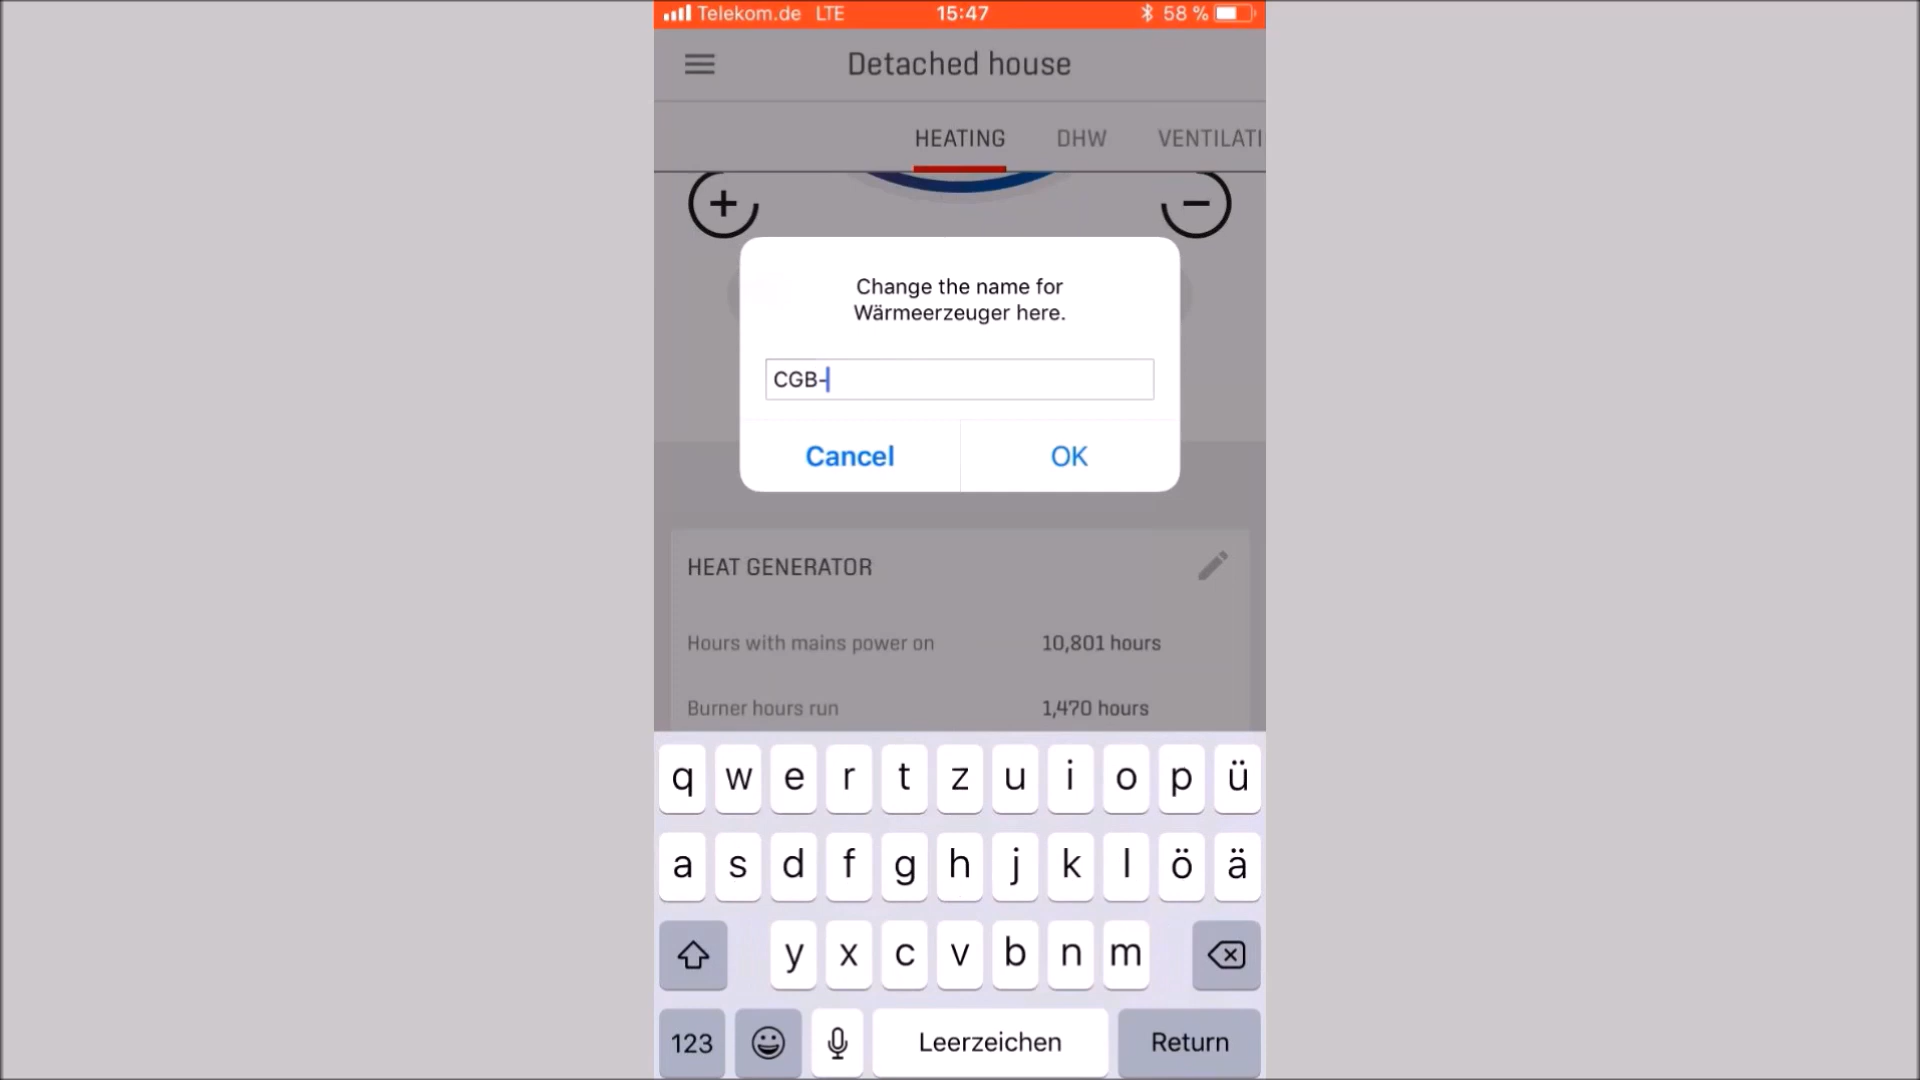 Telekom.de LTE 15:47 58 %
Detached house
HEATING DHW VENTILATI
Change the name for
Wärmeerzeuger here.
CGB-
Cancel OK
HEAT GENERATOR
Hours with mains power on 10,801 hours
Burner hours run 1,470 hours
q w e r t z u i o p ü
a s d f g h j k l ö ä
y x c v b n m
123 Leerzeichen Return